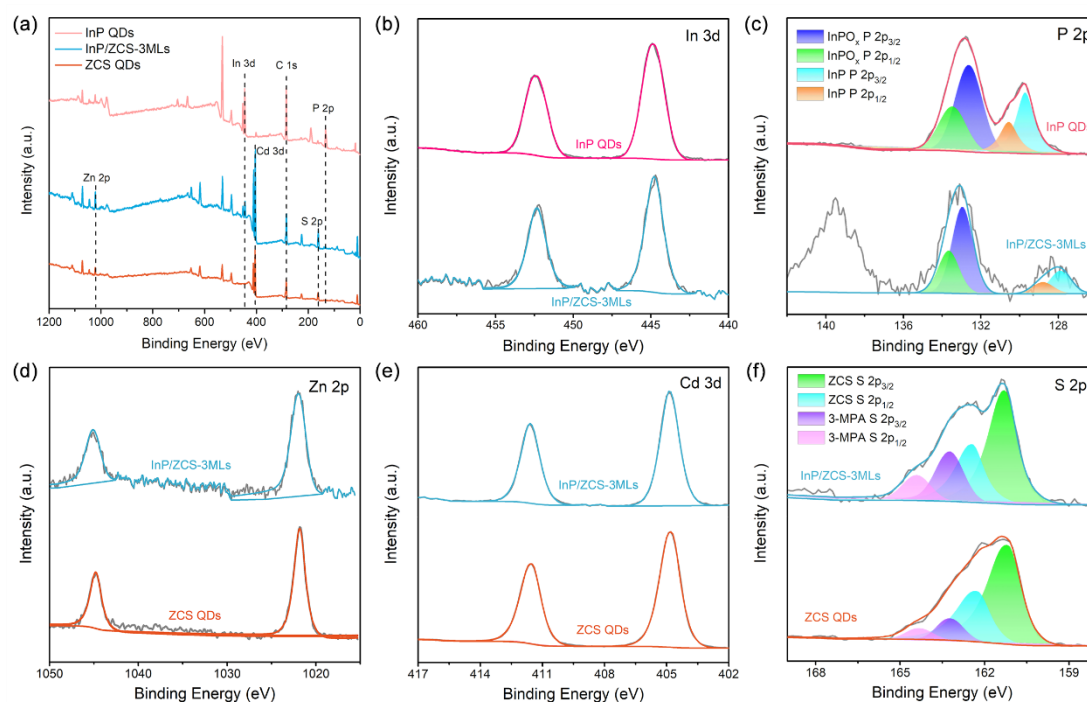 (a)
InP QDs
InP/ZCS-3MLs
ZCS QDs
In 3d
C 1s
P 2p
Cd 3d
Zn 2p
S 2p
Intensity (a.u.)
1200 1000 800 600 400 200 0
Binding Energy (eV)
(b)
In 3d
InP QDs
InP/ZCS-3MLs
Intensity (a.u.)
460 455 450 445 440
Binding Energy (eV)
(c)
P 2p
InPOₓ P 2p₃/₂
InPOₓ P 2p₁/₂
InP P 2p₃/₂
InP P 2p₁/₂
InP QD
InP/ZCS-3MLs
Intensity (a.u.)
140 136 132 128
Binding Energy (eV)
(d)
Zn 2p
InP/ZCS-3MLs
ZCS QDs
Intensity (a.u.)
1050 1040 1030 1020
Binding Energy (eV)
(e)
Cd 3d
InP/ZCS-3MLs
ZCS QDs
Intensity (a.u.)
417 414 411 408 405 402
Binding Energy (eV)
(f)
S 2p
ZCS S 2p₃/₂
ZCS S 2p₁/₂
3-MPA S 2p₃/₂
3-MPA S 2p₁/₂
InP/ZCS-3MLs
ZCS QDs
Intensity (a.u.)
168 165 162 159
Binding Energy (eV)